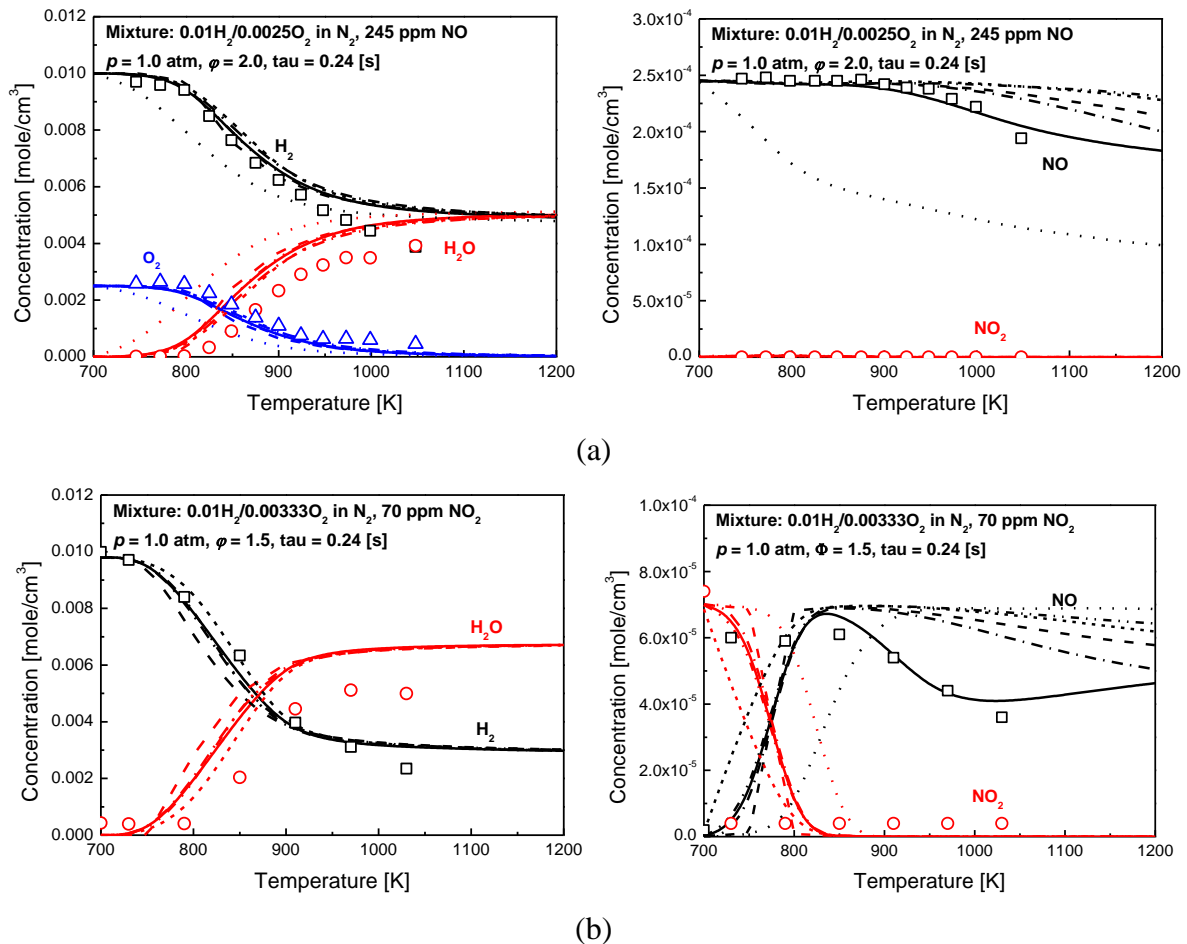 Mixture: 0.01H₂/0.0025O₂ in N₂, 245 ppm NO
p = 1.0 atm, φ = 2.0, tau = 0.24 [s]
0.012
0.010
0.008
0.006
0.004
0.002
0.000
Concentration [mole/cm³]
H₂
O₂
H₂O
700 800 900 1000 1100 1200
Temperature [K]
Mixture: 0.01H₂/0.0025O₂ in N₂, 245 ppm NO
p = 1.0 atm, φ = 2.0, tau = 0.24 [s]
3.0x10⁻⁴
2.5x10⁻⁴
2.0x10⁻⁴
1.5x10⁻⁴
1.0x10⁻⁴
5.0x10⁻⁵
0.0
Concentration [mole/cm³]
NO
NO₂
700 800 900 1000 1100 1200
Temperature [K]
(a)
Mixture: 0.01H₂/0.00333O₂ in N₂, 70 ppm NO₂
p = 1.0 atm, φ = 1.5, tau = 0.24 [s]
0.012
0.010
0.008
0.006
0.004
0.002
0.000
Concentration [mole/cm³]
H₂O
H₂
700 800 900 1000 1100 1200
Temperature [K]
Mixture: 0.01H₂/0.00333O₂ in N₂, 70 ppm NO₂
p = 1.0 atm, Φ = 1.5, tau = 0.24 [s]
1.0x10⁻⁴
8.0x10⁻⁵
6.0x10⁻⁵
4.0x10⁻⁵
2.0x10⁻⁵
0.0
Concentration [mole/cm³]
NO
NO₂
700 800 900 1000 1100 1200
Temperature [K]
(b)